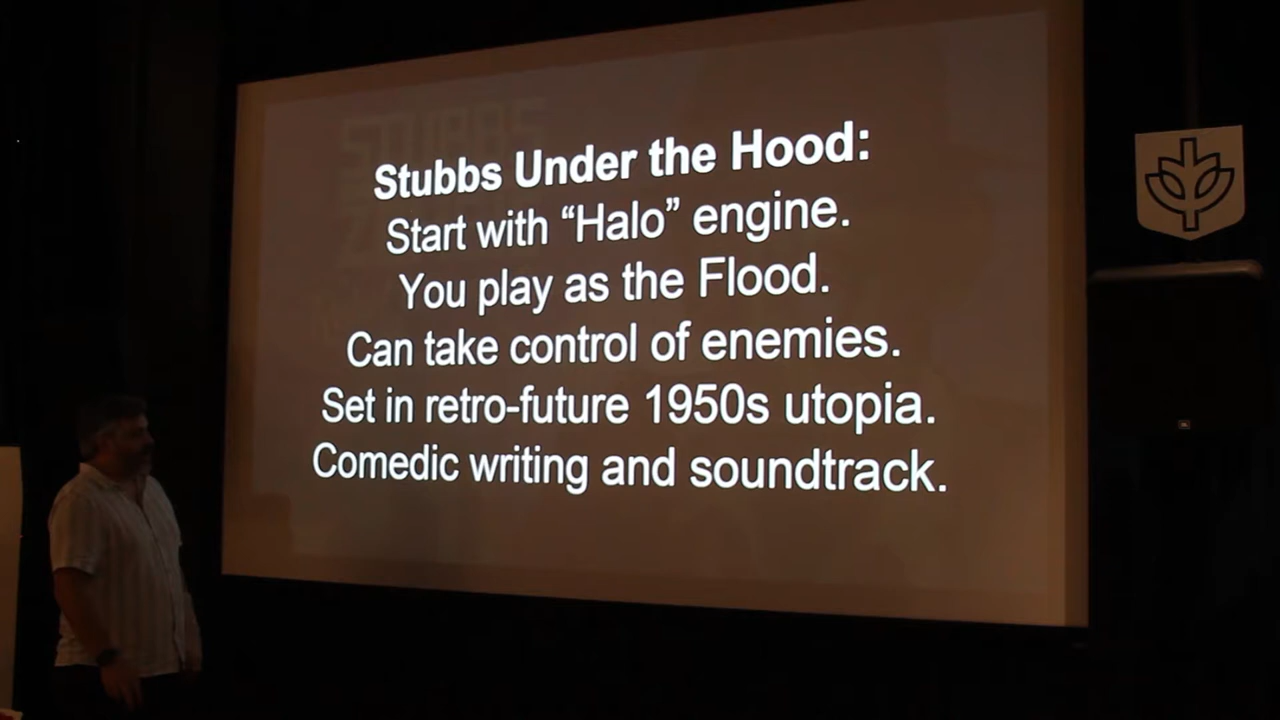 Stubbs Under the Hood:
Start with “Halo” engine.
You play as the Flood.
Can take control of enemies.
Set in retro-future 1950s utopia.
Comedic writing and soundtrack.